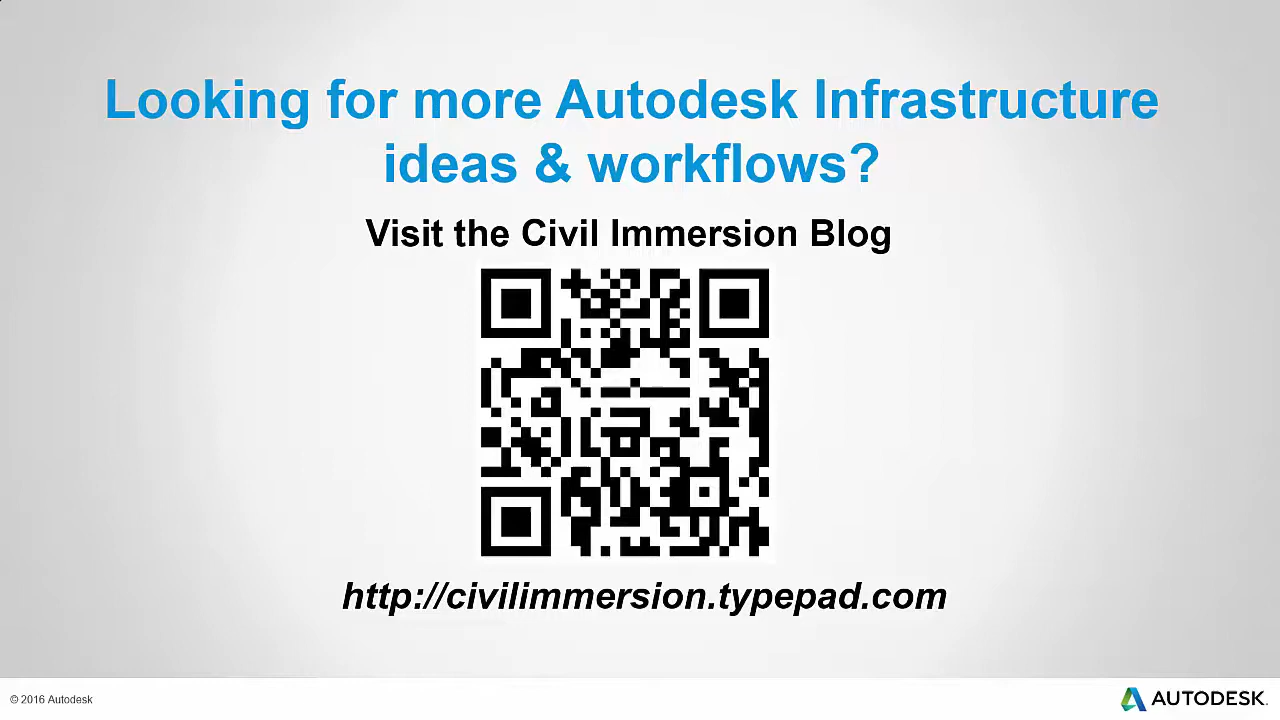 Looking for more Autodesk Infrastructure
ideas & workflows?
Visit the Civil Immersion Blog
http://civilimmersion.typepad.com
© 2016 Autodesk
AUTODESK.